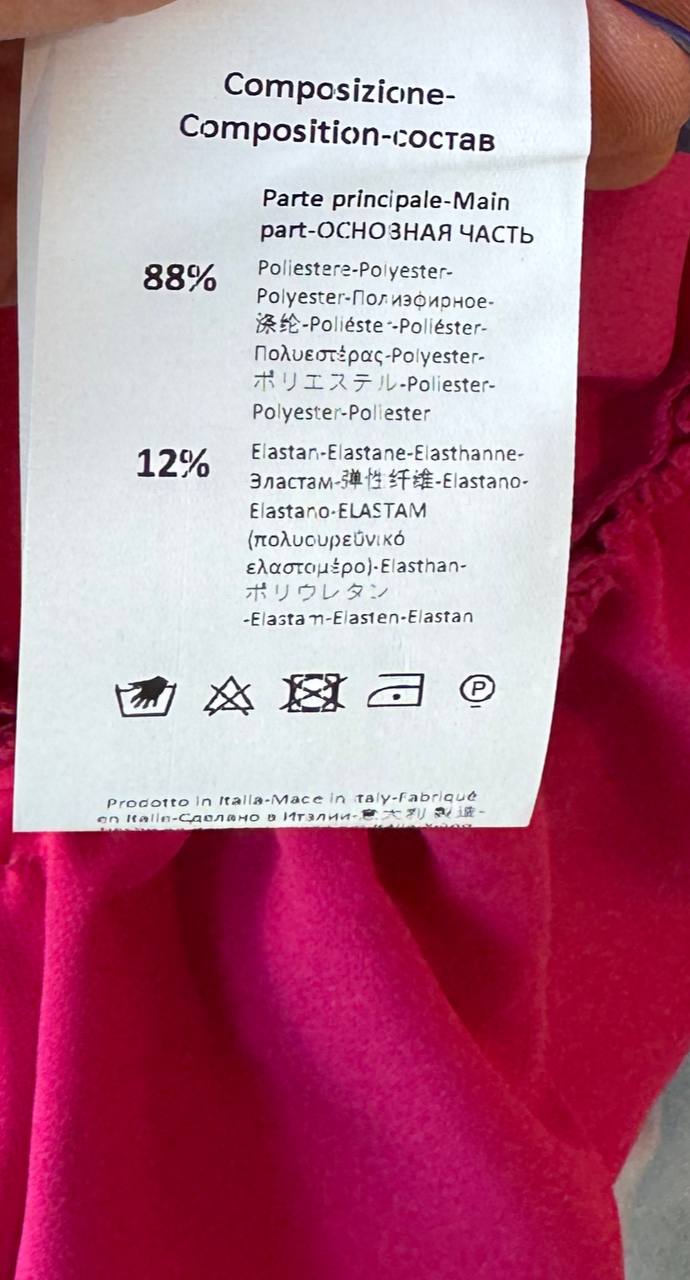 Composizione-
Composition-состав
Parte principale-Main
part-ОСНОВНАЯ ЧАСТЬ
88%
Poliestere-Polyester-
Polyester-Полиэфирное-
涤纶-Poliéster-Poliéster-
Πολυεστέρας-Polyester-
ポリエステル-Poliester-
Polyester-Poliester
12%
Elastan-Elastane-Elasthanne-
Эластам-弹性纤维-Elastano-
Elastano-ELASTAM
(πολυουρεϋνικό
ελαστομέρο)-Elasthan-
ポリウレタン
-Elastam-Elasten-Elastan
P
Prodotto in Italia-Made in Italy-Fabriqué
en Italie-Сделано в Италии-意大利制造-